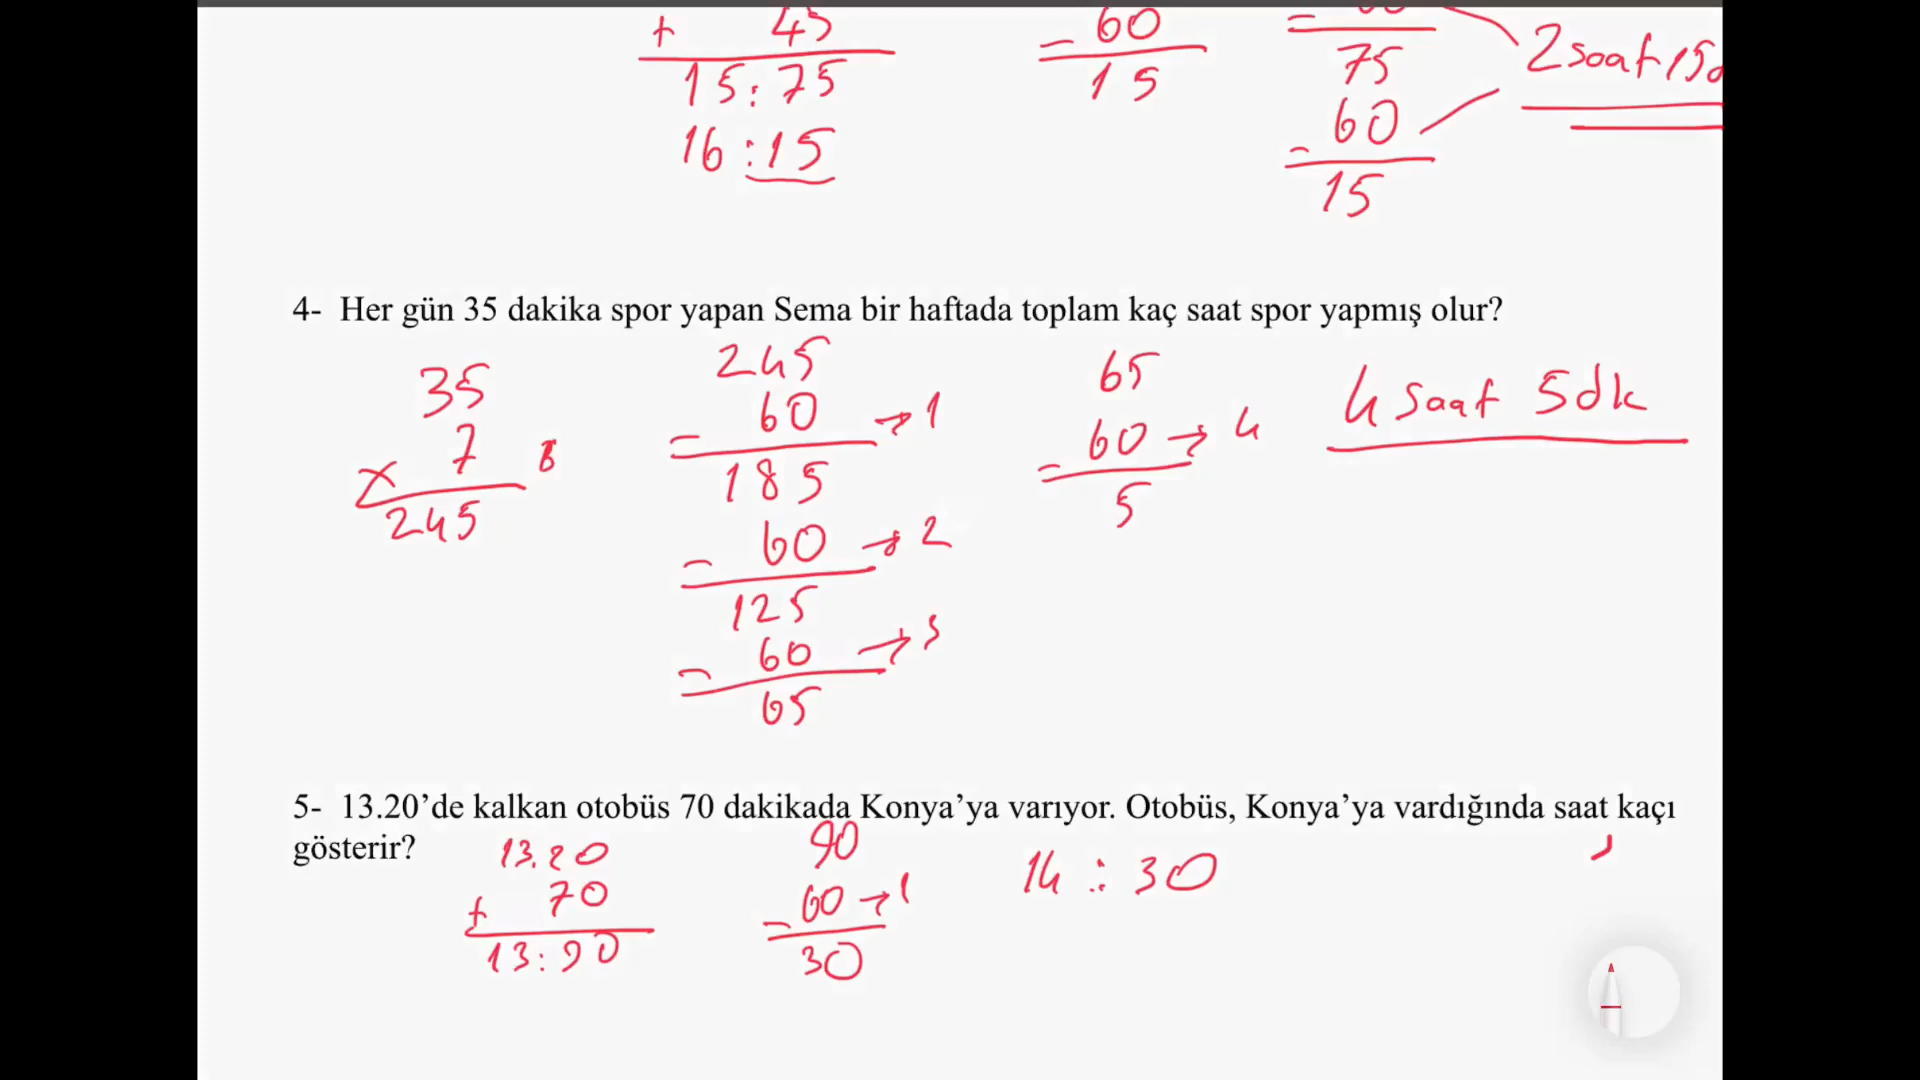 + 45
15:75
16:15
- 60
15
75
- 60
15
2 saat 15d
4- Her gün 35 dakika spor yapan Sema bir haftada toplam kaç saat spor yapmış olur?
35
x 7
245
245
- 60 → 1
185
- 60 → 2
125
- 60 → 3
65
65
- 60 → 4
5
4 saat 5dk
5- 13.20’de kalkan otobüs 70 dakikada Konya’ya varıyor. Otobüs, Konya’ya vardığında saat kaçı
gösterir?
13.20
+ 70
13:90
90
- 60 → 1
30
14 : 30